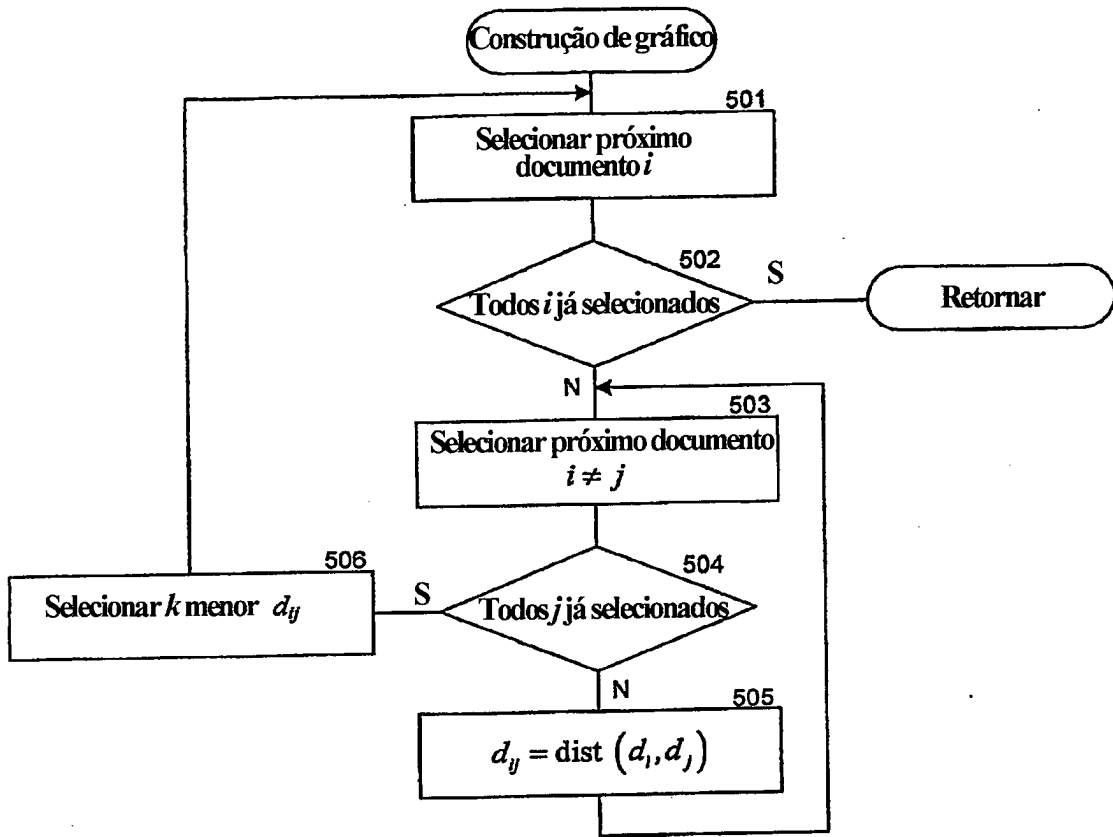 Construção de gráfico
501
Selecionar próximo
documento i
502
S
Todos i já selecionados
Retornar
N
503
Selecionar próximo documento
i ≠ j
504
506
S
Todos j já selecionados
Selecionar k menor d_ij
N
505
d_ij = dist (d_i, d_j)